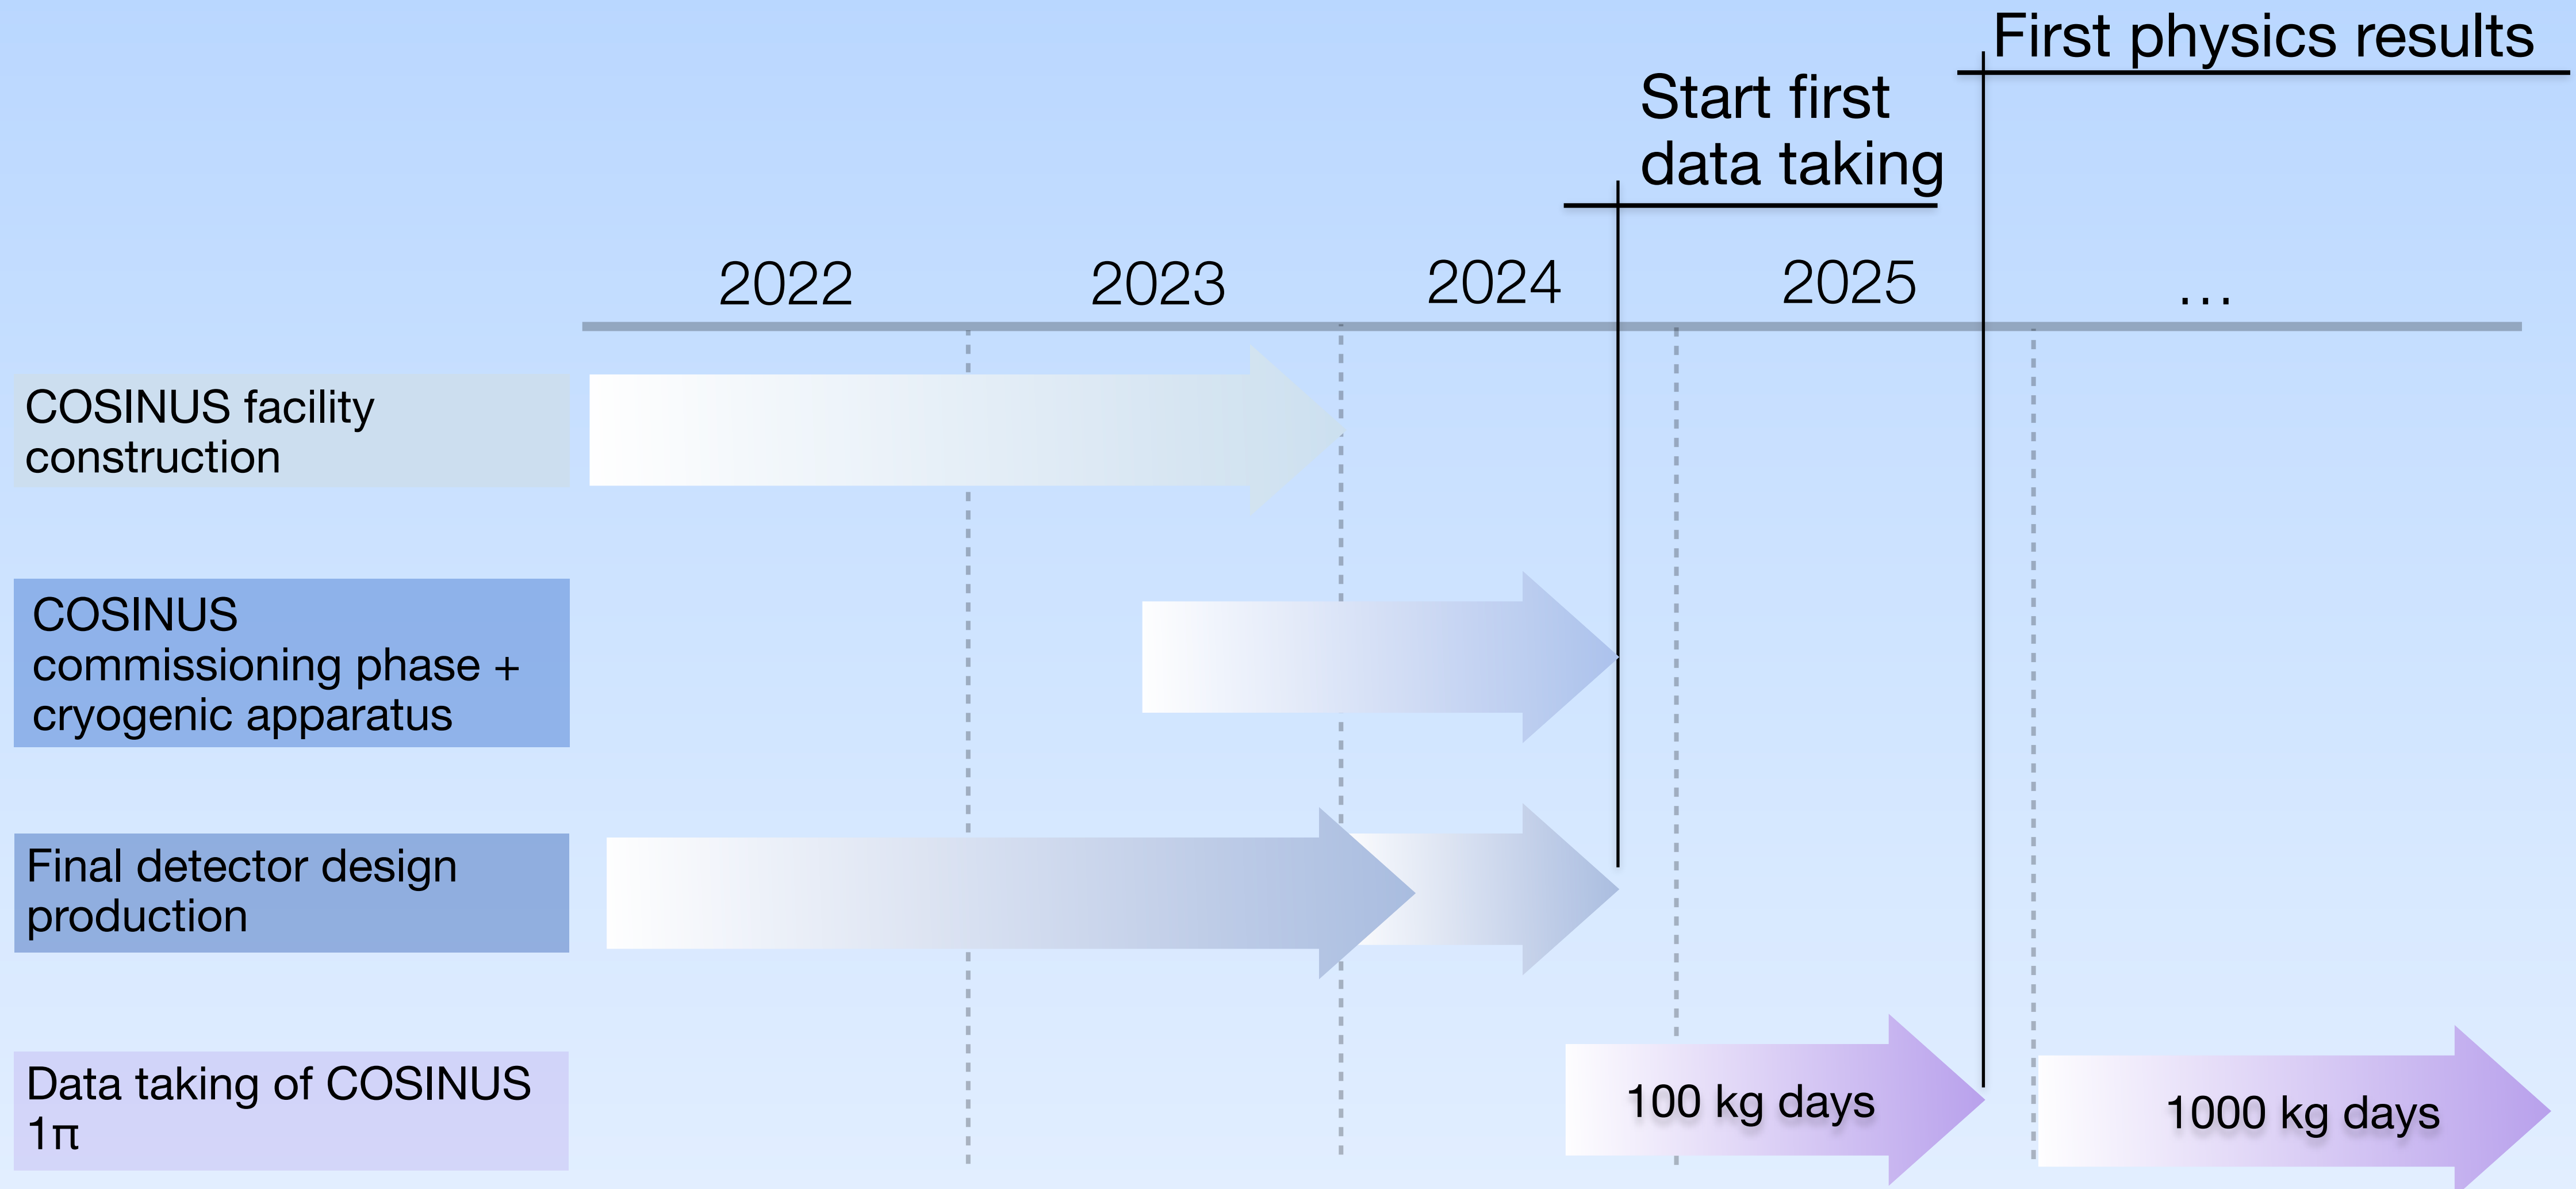 First physics results
Start first
data taking
2022
2023
2024
2025
...
COSINUS facility
construction
COSINUS
commissioning phase +
cryogenic apparatus
Final detector design
production
Data taking of COSINUS
1π
100 kg days
1000 kg days